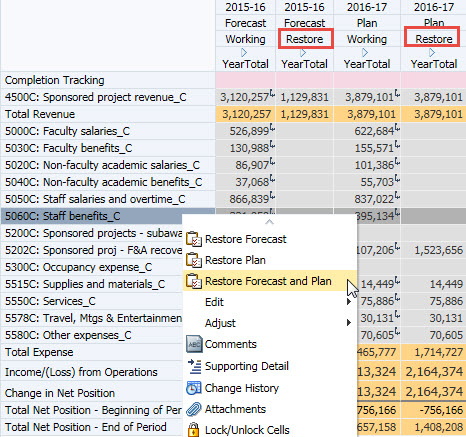 2015-16 2015-16 2016-17 2016-17
Forecast Forecast Plan Plan
Working Restore Working Restore
YearTotal YearTotal YearTotal YearTotal
Completion Tracking
4500C: Sponsored project revenue_C 3,120,257 1,129,831 3,879,101 3,879,101
Total Revenue 3,120,257 1,129,831 3,879,101 3,879,101
5000C: Faculty salaries_C 526,899 622,684
5030C: Faculty benefits_C 130,988 155,571
5020C: Non-faculty academic salaries_C 86,907 101,386
5040C: Non-faculty academic benefits_C 37,068 55,703
5050C: Staff salaries and overtime_C 866,839 837,022
5060C: Staff benefits_C 395,134
5200C: Sponsored projects - subawa
Restore Forecast
5202C: Sponsored proj - F&A recove 107,206 1,523,656
Restore Plan
5300C: Occupancy expense_C
5515C: Supplies and materials_C 14,449 14,449
Restore Forecast and Plan
5550C: Services_C 75,886 75,886
Edit
5578C: Travel, Mtgs & Entertainmen 30,131 30,131
Adjust
5580C: Other expenses_C 70,605 70,605
Comments
Total Expense 465,777 1,714,727
Supporting Detail
Income/(Loss) from Operations 13,324 2,164,374
Change History
Change in Net Position 13,324 2,164,374
Attachments
Total Net Position - Beginning of Pe -756,166 -756,166
Lock/Unlock Cells
Total Net Position - End of Period 657,158 1,408,208